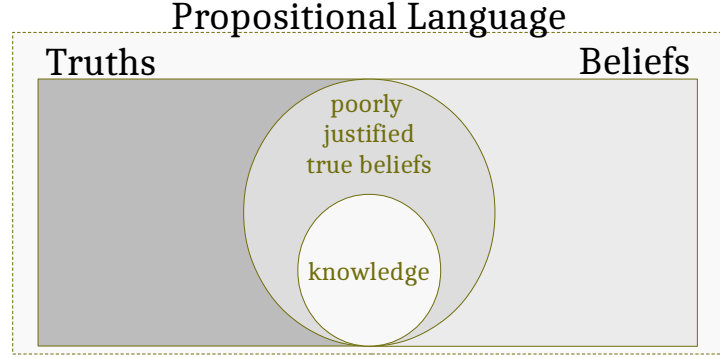 Propositional Language
Truths
Beliefs
poorly
justified
true beliefs
knowledge